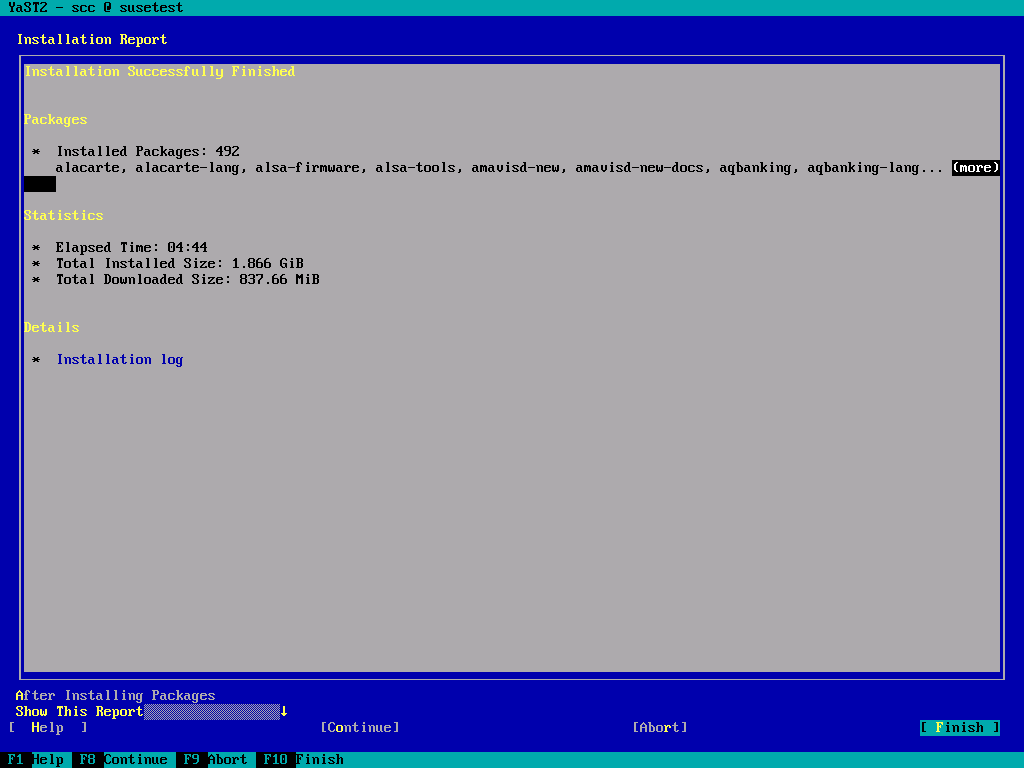 YaST2 - scc @ susetest
Installation Report
Installation Successfully Finished
Packages
* Installed Packages: 492
alacarte, alacarte-lang, alsa-firmware, alsa-tools, amavisd-new, amavisd-new-docs, aqbanking, aqbanking-lang... (more)
Statistics
* Elapsed Time: 04:44
* Total Installed Size: 1.866 GiB
* Total Downloaded Size: 837.66 MiB
Details
* Installation log
After Installing Packages
Show This Report↓
[ Help ] [Continue] [Abort] [ Finish ]
F1 Help F8 Continue F9 Abort F10 Finish